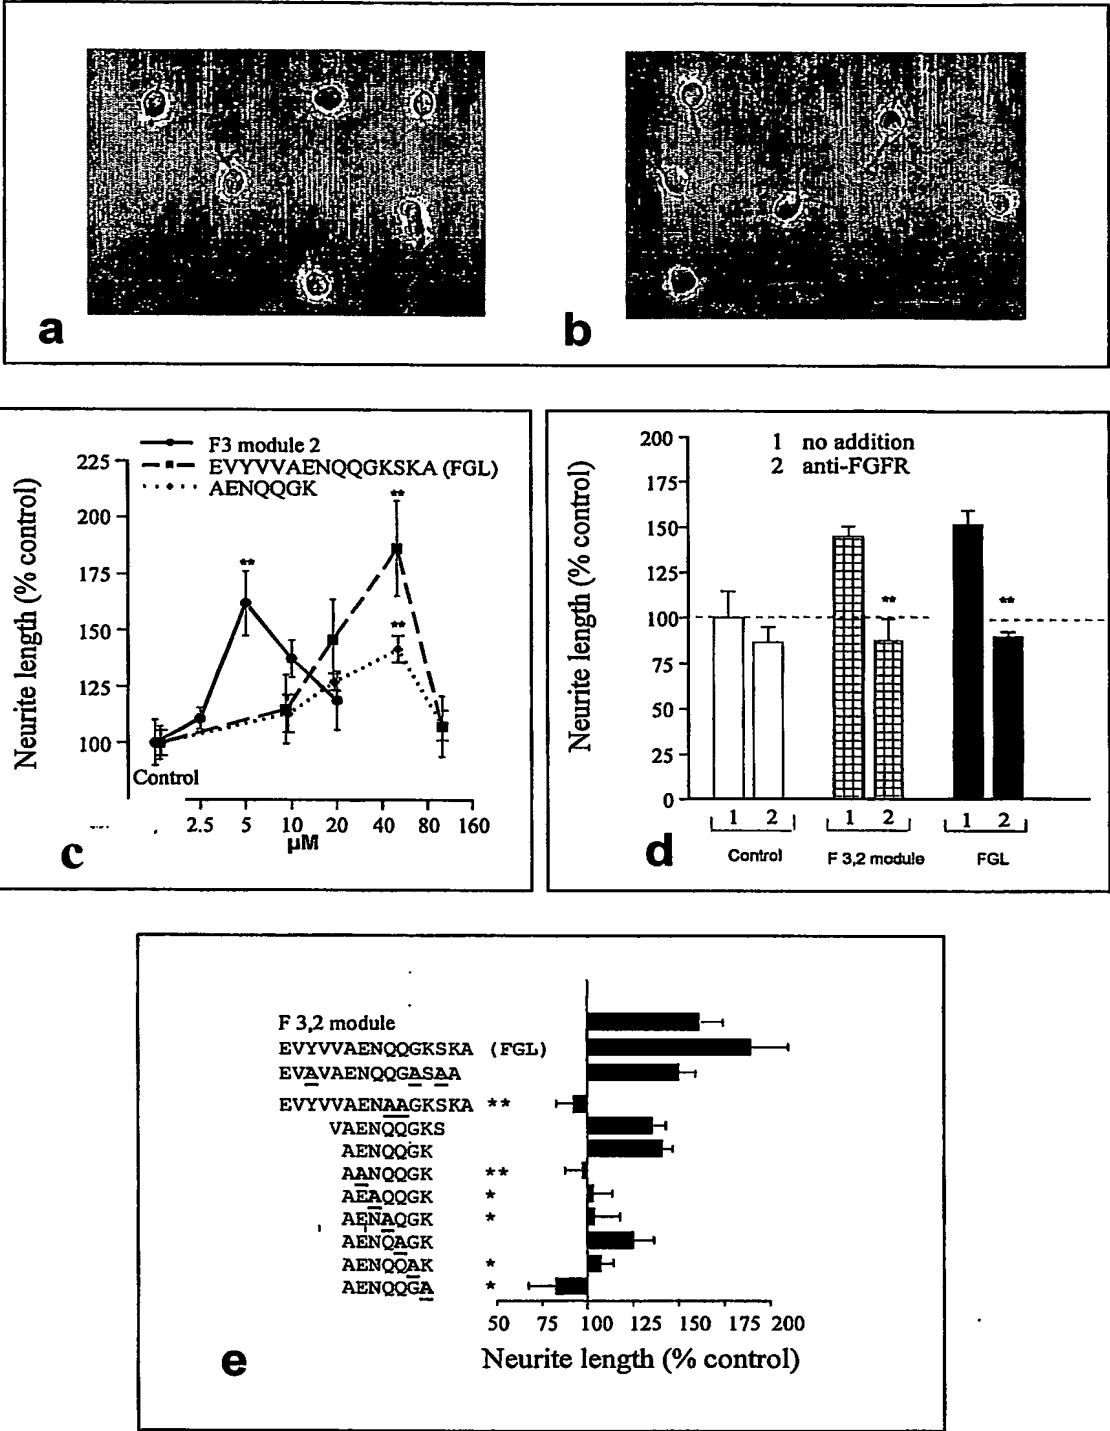 a
b
F3 module 2
EVYVVAENQQGKSKA (FGL)
AENQQGK
Neurite length (% control)
225
200
175
150
125
100
**
**
**
Control
2.5 5 10 20 40 80 160
µM
c
1 no addition
2 anti-FGFR
Neurite length (% control)
200
175
150
125
100
75
50
25
0
**
**
1 2 1 2 1 2
Control F 3,2 module FGL
d
F 3,2 module
EVYVVAENQQGKSKA (FGL)
EVAVAENQQGASAA
EVYVVAENAAGKSKA **
VAENQQGKS
AENQQGK
AANQQGK **
AEAQQGK *
AENAQGK *
AENQAGK
AENQQAK *
AENQQGA *
50 75 100 125 150 175 200
Neurite length (% control)
e